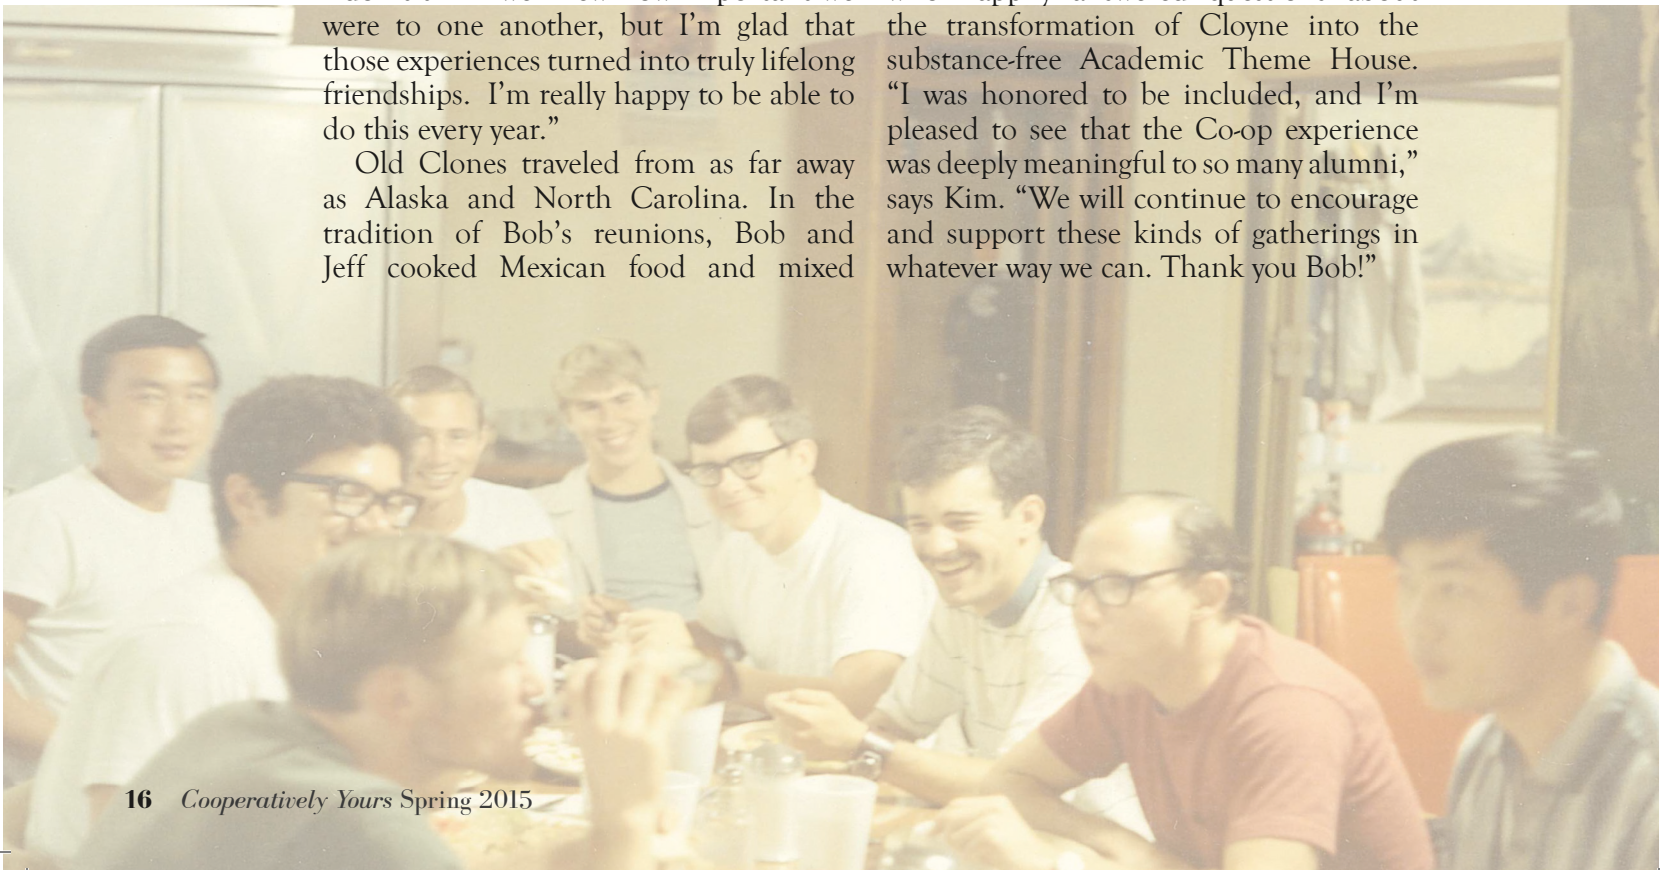 were to one another, but I’m glad that
those experiences turned into truly lifelong
friendships.  I'm really happy to be able to
do this every year.”
Old Clones traveled from as far away
as Alaska and North Carolina. In the
tradition of Bob’s reunions, Bob and
Jeff cooked Mexican food and mixed
the transformation of Cloyne into the
substance-free Academic Theme House.
“I was honored to be included, and I’m
pleased to see that the Co-op experience
was deeply meaningful to so many alumni,”
says Kim. “We will continue to encourage
and support these kinds of gatherings in
whatever way we can. Thank you Bob!”
16 Cooperatively Yours Spring 2015